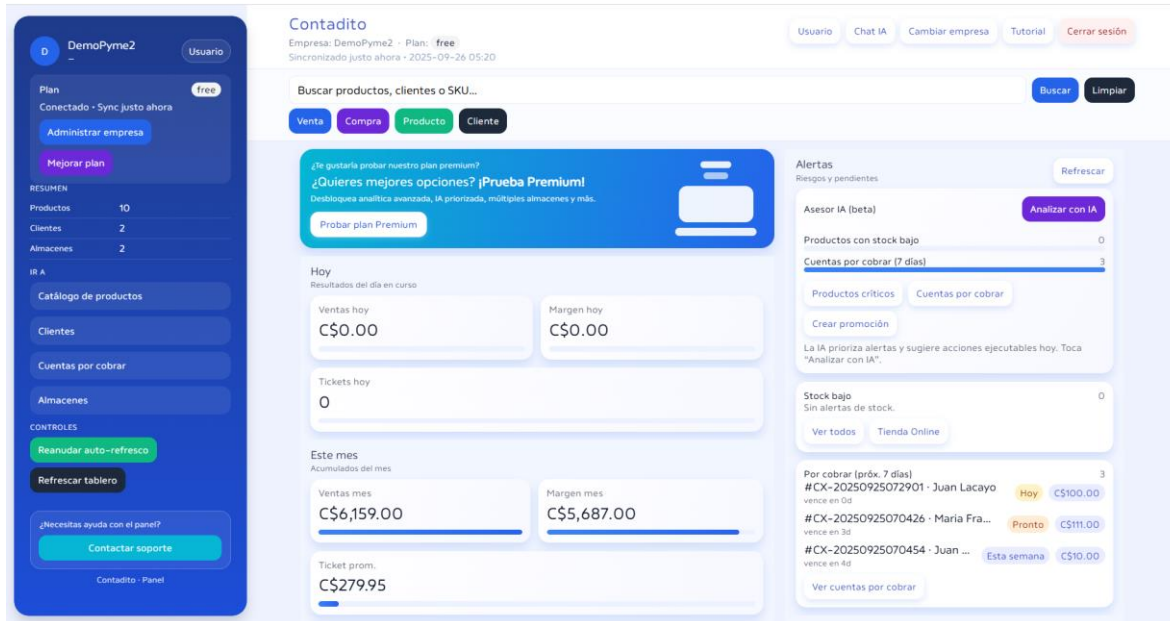 D
DemoPyme2
–
Usuario
Plan
free
Conectado • Sync justo ahora
Administrar empresa
Mejorar plan
RESUMEN
Productos 10
Clientes 2
Almacenes 2
IR A
Catálogo de productos
Clientes
Cuentas por cobrar
Almacenes
CONTROLES
Reanudar auto-refresco
Refrescar tablero
¿Necesitas ayuda con el panel?
Contactar soporte
Contadito · Panel
Contadito
Empresa: DemoPyme2 · Plan: free
Sincronizado justo ahora • 2025-09-26 05:20
Usuario
Chat IA
Cambiar empresa
Tutorial
Cerrar sesión
Buscar productos, clientes o SKU...
Buscar
Limpiar
Venta
Compra
Producto
Cliente
¿Te gustaría probar nuestro plan premium?
¿Quieres mejores opciones? ¡Prueba Premium!
Desbloquea analítica avanzada, IA priorizada, múltiples almacenes y más.
Probar plan Premium
Hoy
Resultados del día en curso
Ventas hoy
C$0.00
Margen hoy
C$0.00
Tickets hoy
0
Este mes
Acumulados del mes
Ventas mes
C$6,159.00
Margen mes
C$5,687.00
Ticket prom.
C$279.95
Alertas
Riesgos y pendientes
Refrescar
Asesor IA (beta)
Analizar con IA
Productos con stock bajo 0
Cuentas por cobrar (7 días) 3
Productos críticos
Cuentas por cobrar
Crear promoción
La IA prioriza alertas y sugiere acciones ejecutables hoy. Toca
"Analizar con IA".
Stock bajo 0
Sin alertas de stock.
Ver todos
Tienda Online
Por cobrar (próx. 7 días) 3
#CX-20250925072901 · Juan Lacayo
vence en 0d
Hoy
C$100.00
#CX-20250925070426 · Maria Fra...
vence en 3d
Pronto
C$111.00
#CX-20250925070454 · Juan ...
vence en 4d
Esta semana
C$10.00
Ver cuentas por cobrar